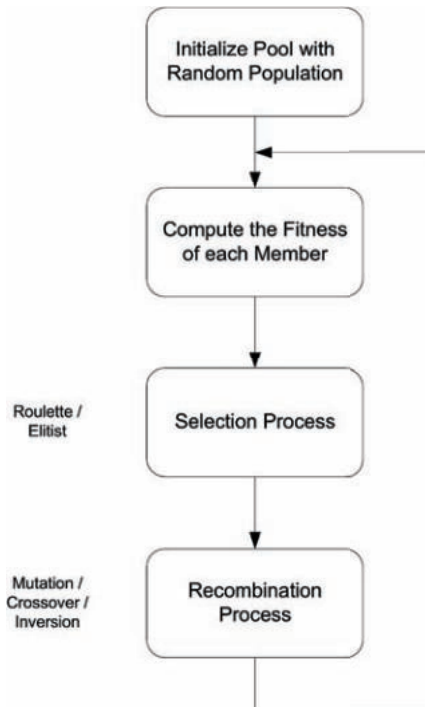 Initialize Pool with
Random Population
Compute the Fitness
of each Member
Roulette /
Elitist
Selection Process
Mutation /
Crossover /
Inversion
Recombination
Process